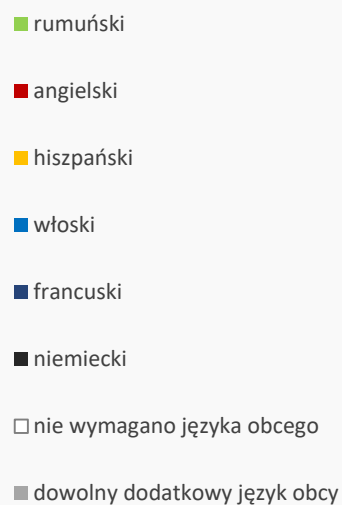 rumuński
angielski
hiszpański
włoski
francuski
niemiecki
nie wymagano języka obcego
dowolny dodatkowy język obcy